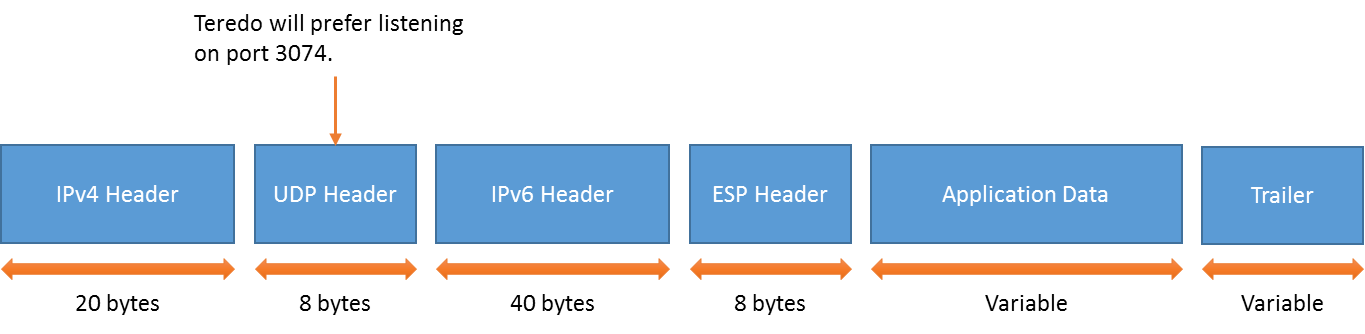 Teredo will prefer listening
on port 3074.
IPv4 Header
UDP Header
IPv6 Header
ESP Header
Application Data
Trailer
20 bytes
8 bytes
40 bytes
8 bytes
Variable
Variable